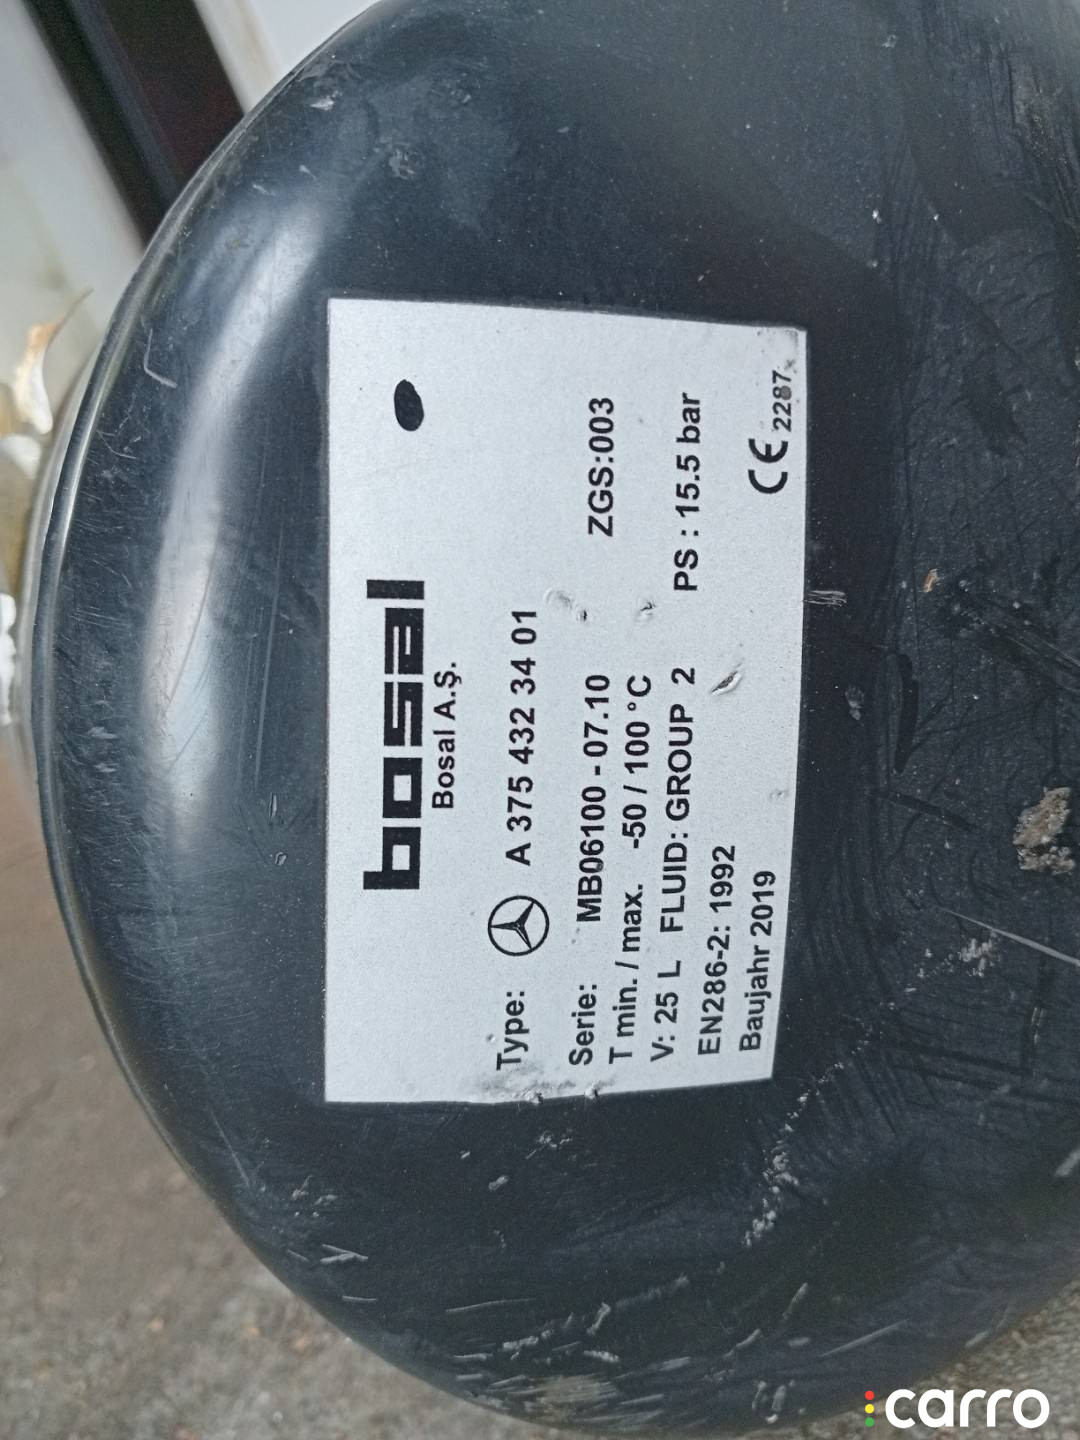 bosal
Bosal A.Ş.
Type: A 375 432 34 01
Serie: MB06100 - 07.10 ZGS:003
T min. / max. -50 / 100 °C
V: 25 L FLUID: GROUP 2 PS : 15.5 bar
EN286-2: 1992
Baujahr 2019 CE 2287
carro